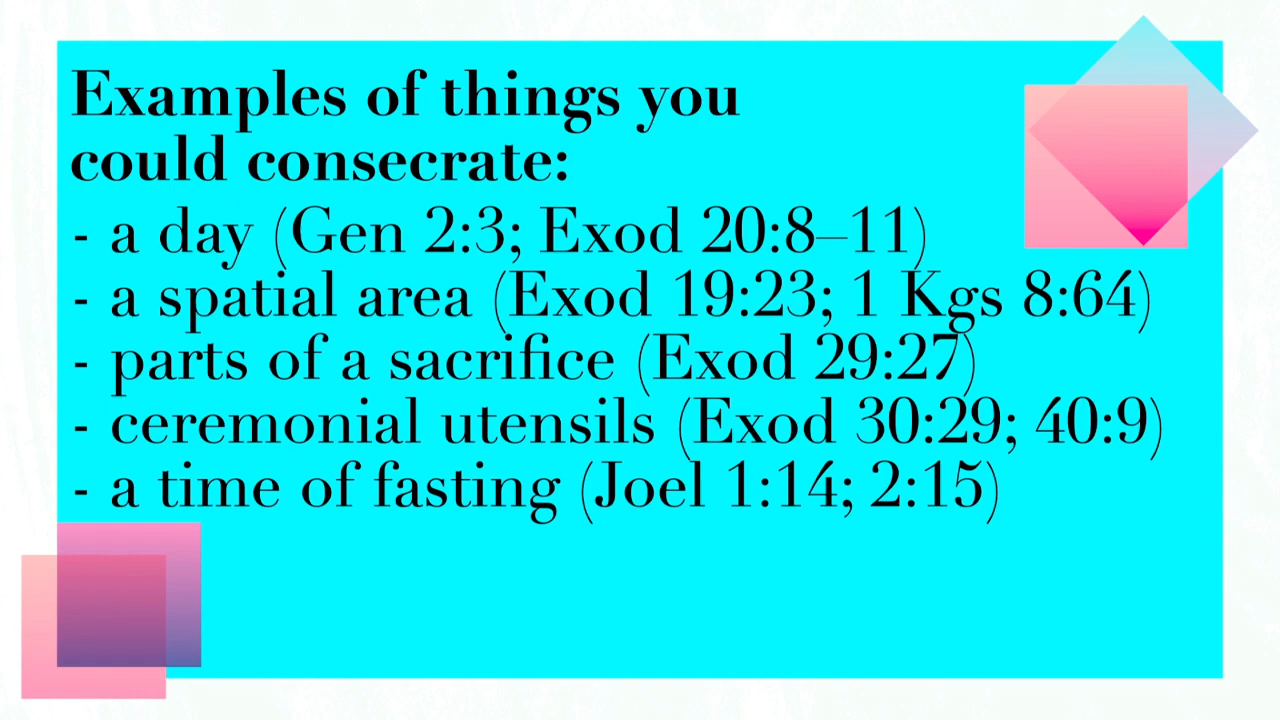 Examples of things you
could consecrate:
- a day (Gen 2:3; Exod 20:8–11)
- a spatial area (Exod 19:23; 1 Kgs 8:64)
- parts of a sacrifice (Exod 29:27)
- ceremonial utensils (Exod 30:29; 40:9)
- a time of fasting (Joel 1:14; 2:15)